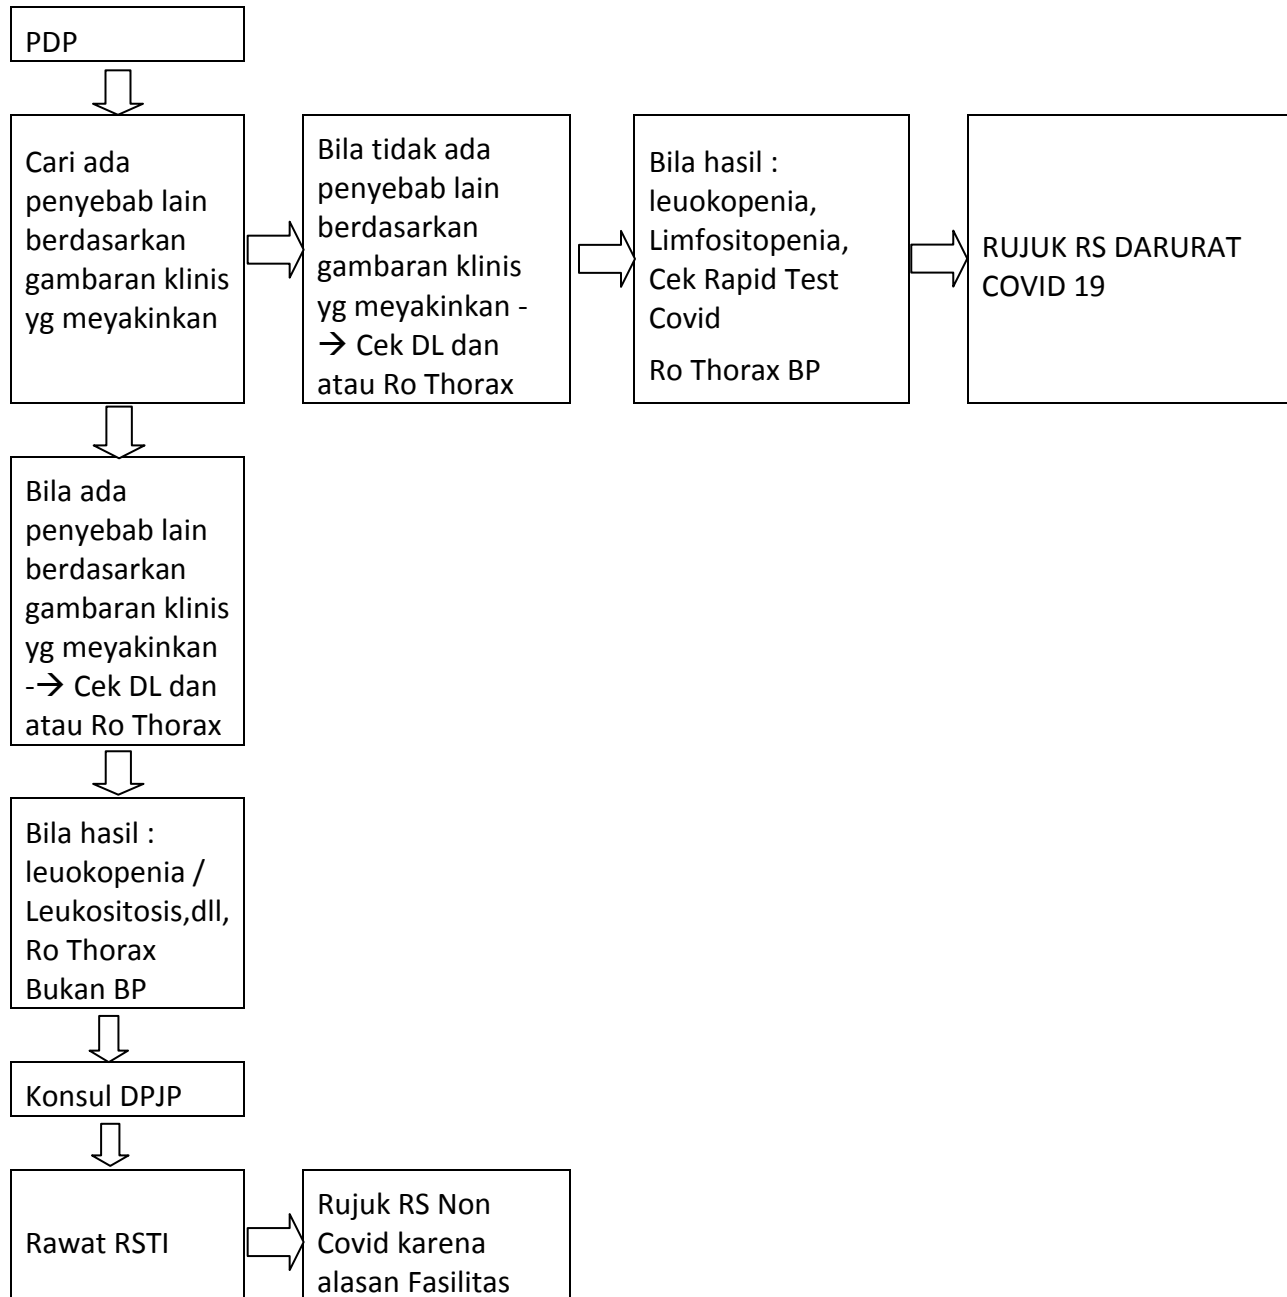 PDP
Cari ada
penyebab lain
berdasarkan
gambaran klinis
yg meyakinkan
Bila tidak ada
penyebab lain
berdasarkan
gambaran klinis
yg meyakinkan -
→ Cek DL dan
atau Ro Thorax
Bila hasil :
leuokopenia,
Limfositopenia,
Cek Rapid Test
Covid
Ro Thorax BP
RUJUK RS DARURAT
COVID 19
Bila ada
penyebab lain
berdasarkan
gambaran klinis
yg meyakinkan
-→ Cek DL dan
atau Ro Thorax
Bila hasil :
leuokopenia /
Leukositosis,dll,
Ro Thorax
Bukan BP
Konsul DPJP
Rawat RSTI
Rujuk RS Non
Covid karena
alasan Fasilitas